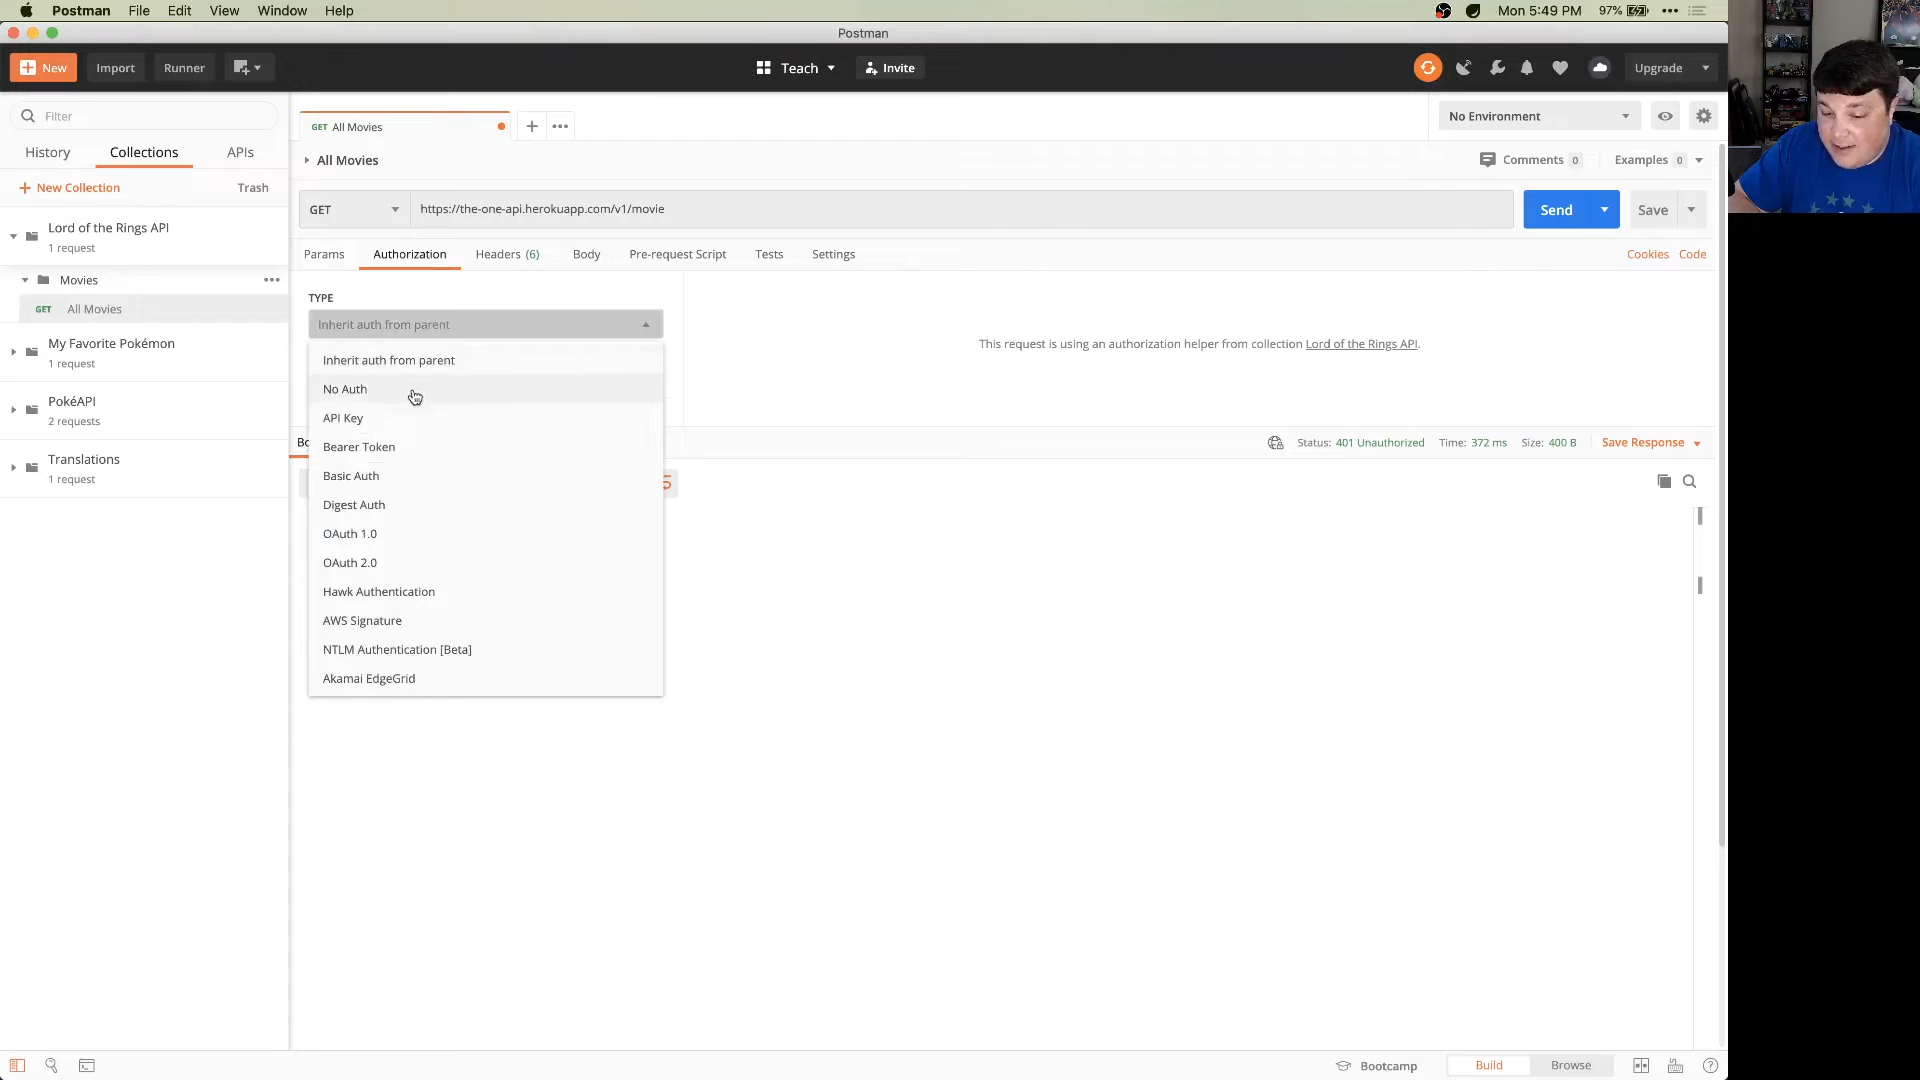 Postman File Edit View Window Help Mon 5:49 PM 97%
Postman
New Import Runner Teach Invite Upgrade
Filter
History Collections APIs
New Collection Trash
Lord of the Rings API
1 request
Movies
GET All Movies
My Favorite Pokémon
1 request
PokéAPI
2 requests
Translations
1 request
GET All Movies
No Environment
All Movies
Comments 0 Examples 0
GET https://the-one-api.herokuapp.com/v1/movie Send Save
Params Authorization Headers (6) Body Pre-request Script Tests Settings Cookies Code
TYPE
Inherit auth from parent
Inherit auth from parent
No Auth
API Key
Bearer Token
Basic Auth
Digest Auth
OAuth 1.0
OAuth 2.0
Hawk Authentication
AWS Signature
NTLM Authentication [Beta]
Akamai EdgeGrid
This request is using an authorization helper from collection Lord of the Rings API.
Status: 401 Unauthorized Time: 372 ms Size: 400 B Save Response
Bootcamp Build Browse